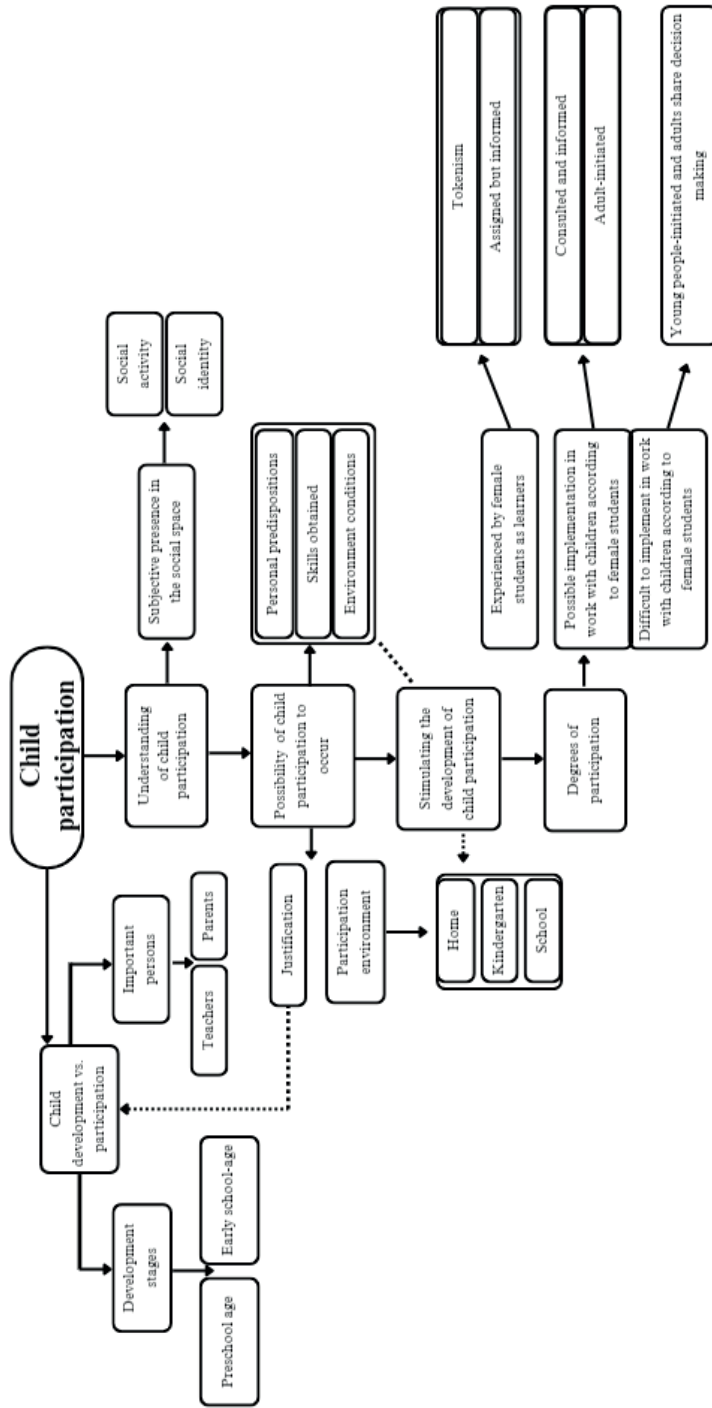 Child
participation
Child
development vs.
participation
Development
stages
Preschool age
Early school-age
Important
persons
Teachers
Parents
Understanding
of child
participation
Subjective presence in
the social space
Social
activity
Social
identity
Possibility of child
participation to
occur
Justification
Participation
environment
Home
Kindergarten
School
Personal predispositions
Skills obtained
Environment conditions
Stimulating the
development of
child participation
Degrees of
participation
Experienced by female
students as learners
Possible implementation in
work with children according
to female students
Difficult to implement in work
with children according to
female students
Tokenism
Assigned but informed
Consulted and informed
Adult-initiated
Young people-initiated and adults share decision
making